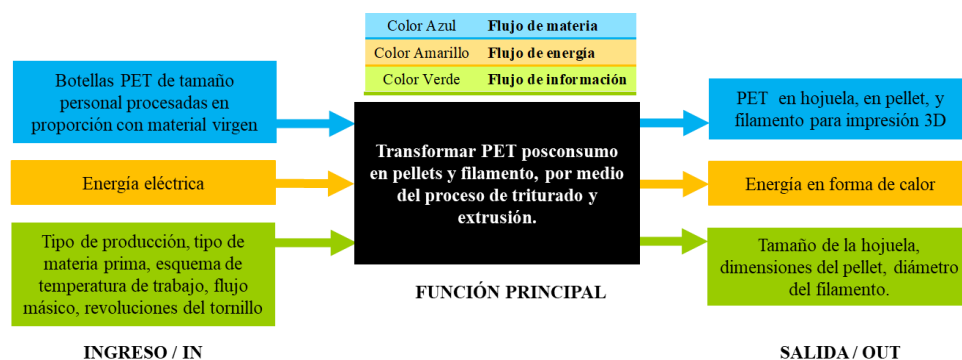 Color Azul Flujo de materia
Color Amarillo Flujo de energía
Color Verde Flujo de información
Botellas PET de tamaño
personal procesadas en
proporción con material virgen
Energía eléctrica
Tipo de producción, tipo de
materia prima, esquema de
temperatura de trabajo, flujo
másico, revoluciones del tornillo
INGRESO / IN
Transformar PET posconsumo
en pellets y filamento, por medio
del proceso de triturado y
extrusión.
FUNCIÓN PRINCIPAL
PET en hojuela, en pellet, y
filamento para impresión 3D
Energía en forma de calor
Tamaño de la hojuela,
dimensiones del pellet, diámetro
del filamento.
SALIDA / OUT